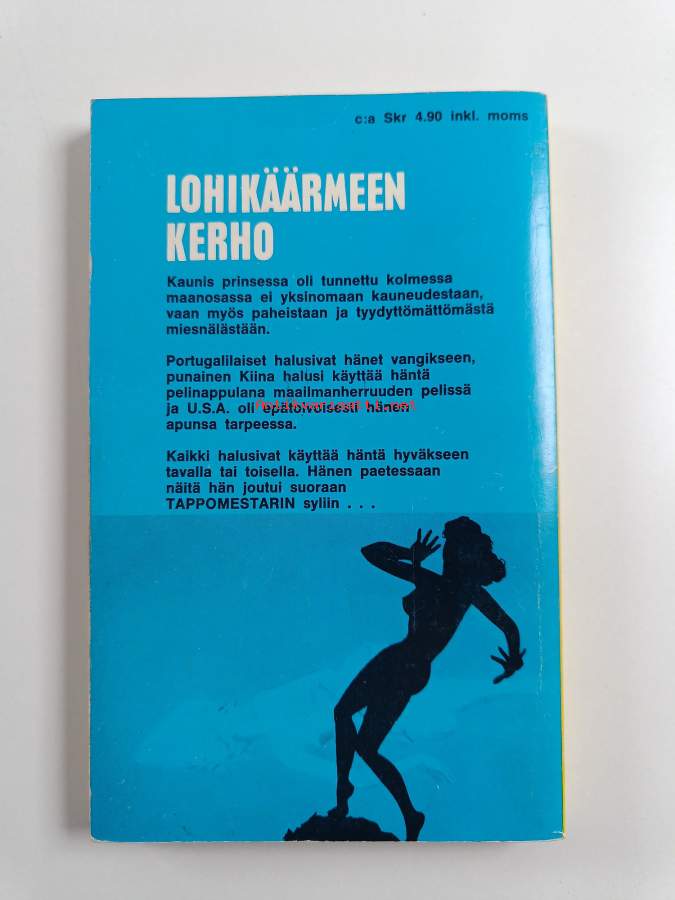 c:a Skr 4.90 inkl. moms
LOHIKÄÄRMEEN
KERHO
Kaunis prinsessa oli tunnettu kolmessa
maanosassa ei yksinomaan kauneudestaan,
vaan myös paheistaan ja tyydyttömättömästä
miesnälästään.
Portugalilaiset halusivat hänet vangikseen,
punainen Kiina halusi käyttää häntä
pelinappulana maailmanherruuden pelissä
ja U.S.A. oli epätoivoisesti hänen
apunsa tarpeessa.
Kaikki halusivat käyttää häntä hyväkseen
tavalla tai toisella. Hänen paetessaan
näitä hän joutui suoraan
TAPPOMESTARIN syliin . . .